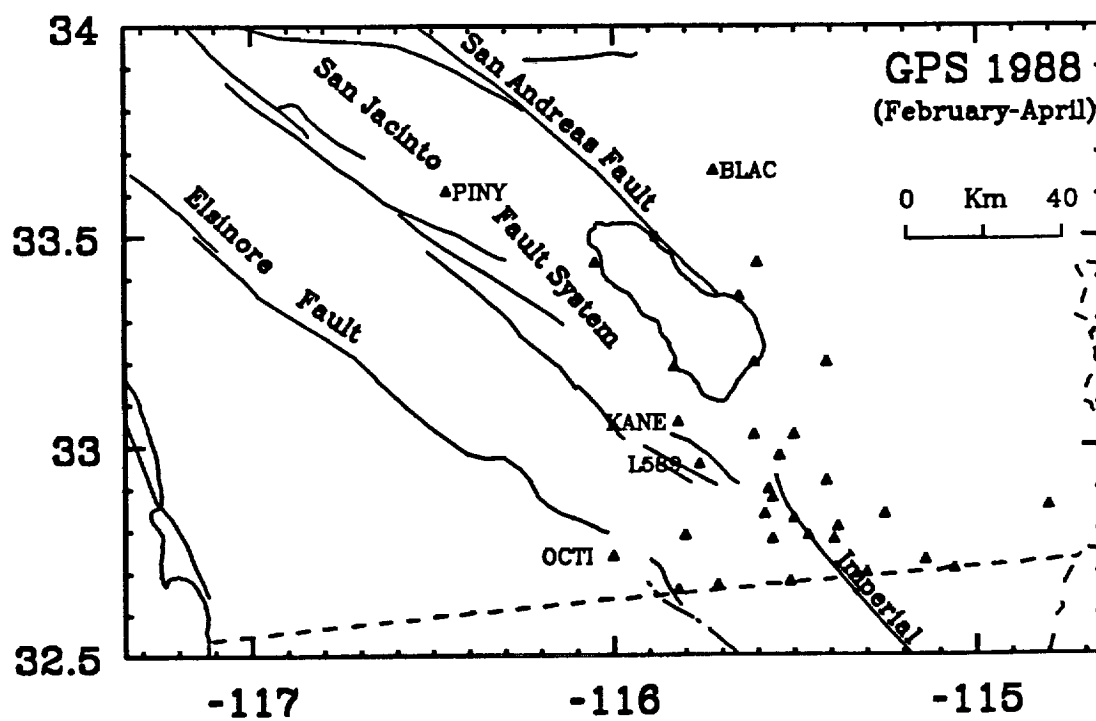 34
33.5
33
32.5
-117
-116
-115
GPS 1988
(February-April)
0 Km 40
San Andreas Fault
San Jacinto
Fault System
Elsinore
Fault
Imperial
BLAC
PINY
KANE
L589
OCTI